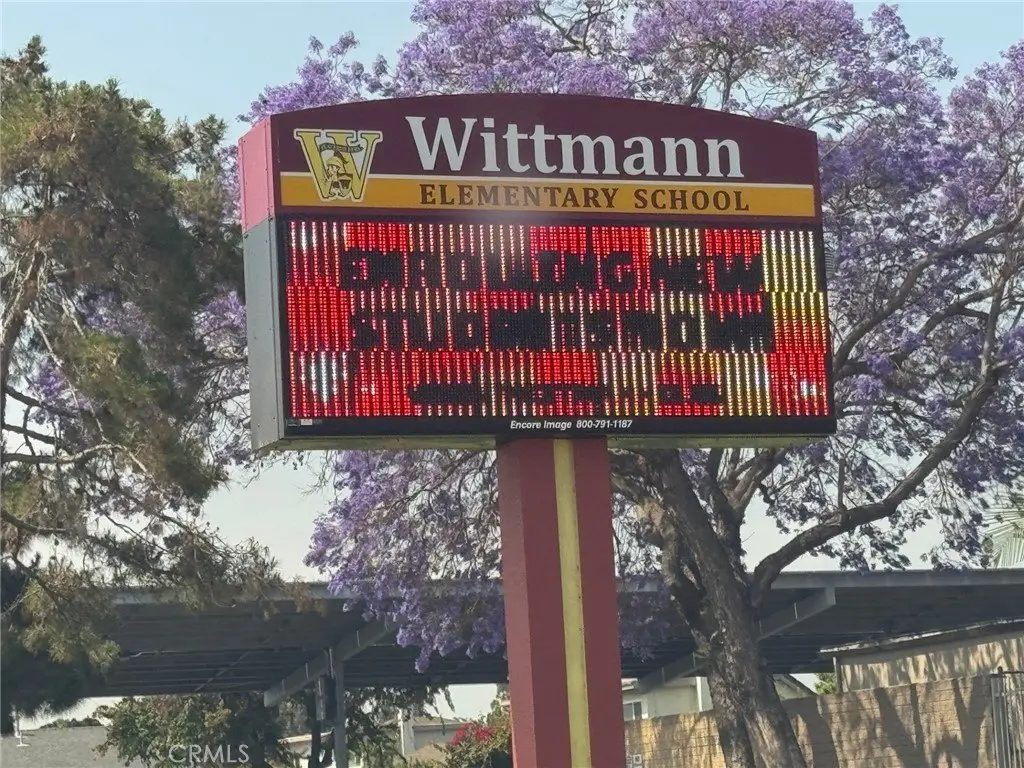 Wittmann
ELEMENTARY SCHOOL
ENROLLING NEW
STUDENTS NOW
Encore Image 800-791-1187
CRMLS